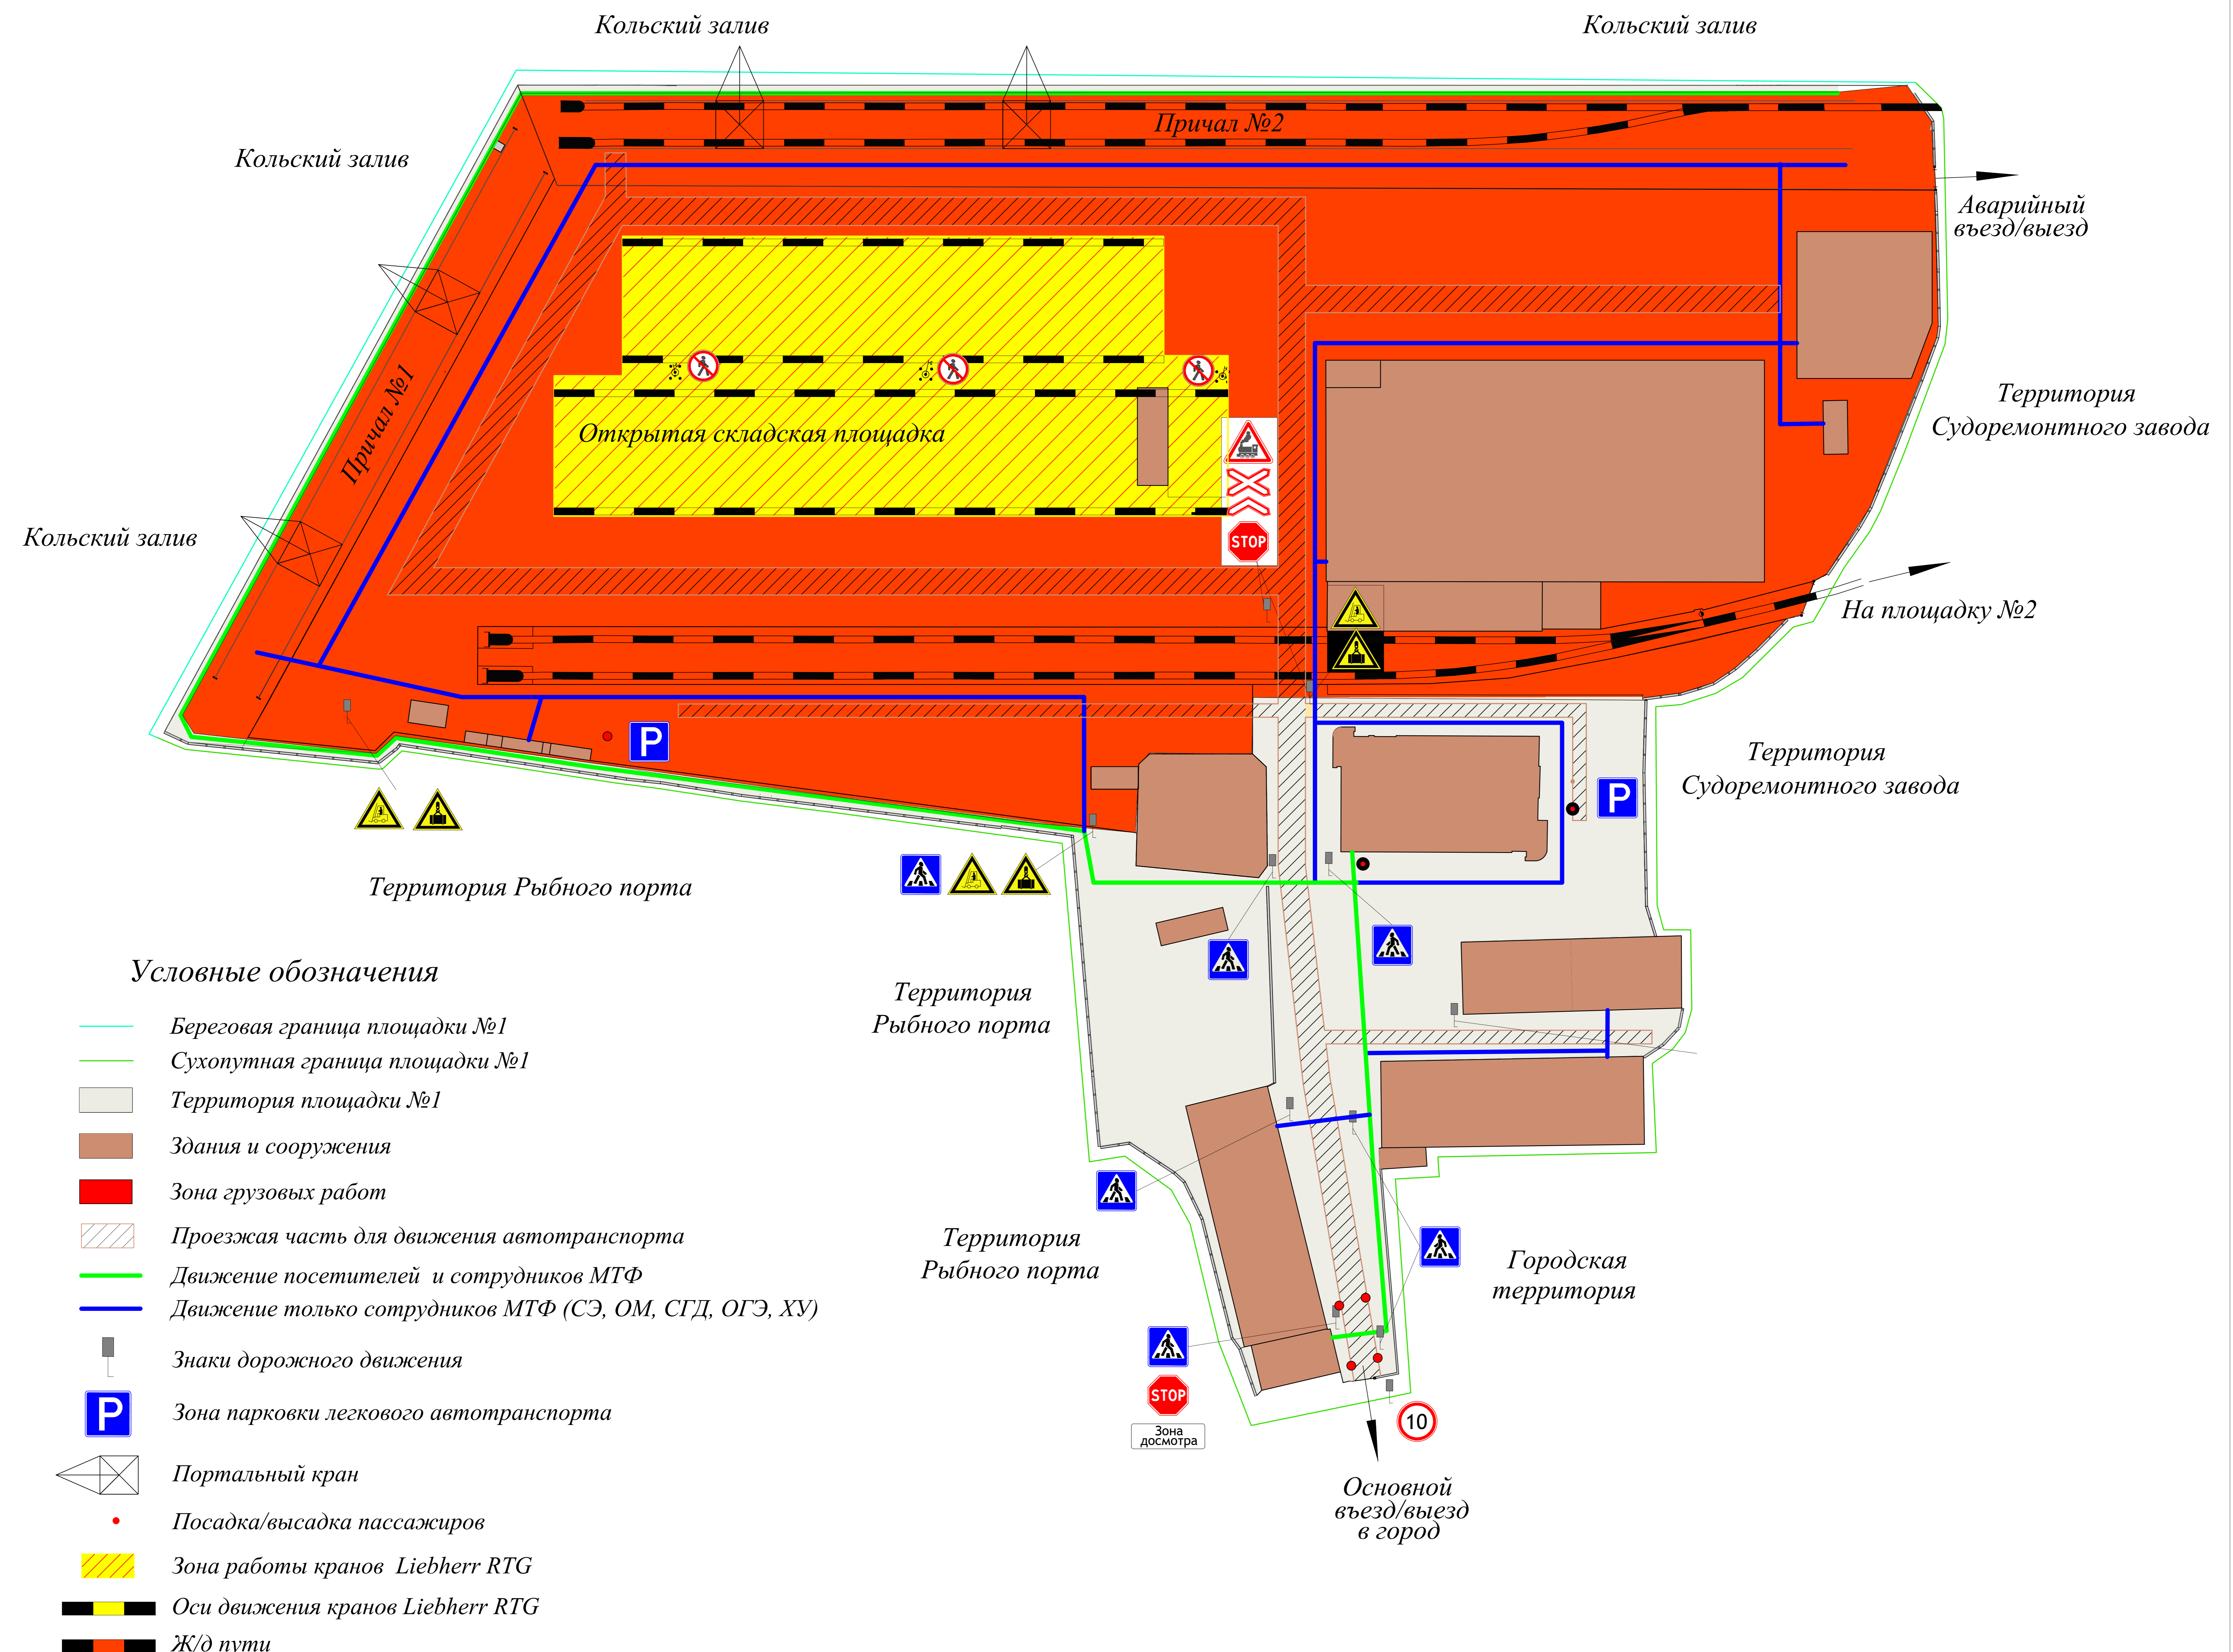 Кольский залив
Кольский залив
Кольский залив
Причал №2
Аварийный
въезд/выезд
Причал №1
Открытая складская площадка
STOP
Территория
Судоремонтного завода
Кольский залив
На площадку №2
P
P
Территория
Судоремонтного завода
Территория Рыбного порта
Территория
Рыбного порта
Территория
Рыбного порта
Городская
территория
STOP
Зона
досмотра
10
Основной
въезд/выезд
в город
Условные обозначения
Береговая граница площадки №1
Сухопутная граница площадки №1
Территория площадки №1
Здания и сооружения
Зона грузовых работ
Проезжая часть для движения автотранспорта
Движение посетителей и сотрудников МТФ
Движение только сотрудников МТФ (СЭ, ОМ, СГД, ОГЭ, ХУ)
Знаки дорожного движения
P
Зона парковки легкового автотранспорта
Портальный кран
Посадка/высадка пассажиров
Зона работы кранов Liebherr RTG
Оси движения кранов Liebherr RTG
Ж/д пути